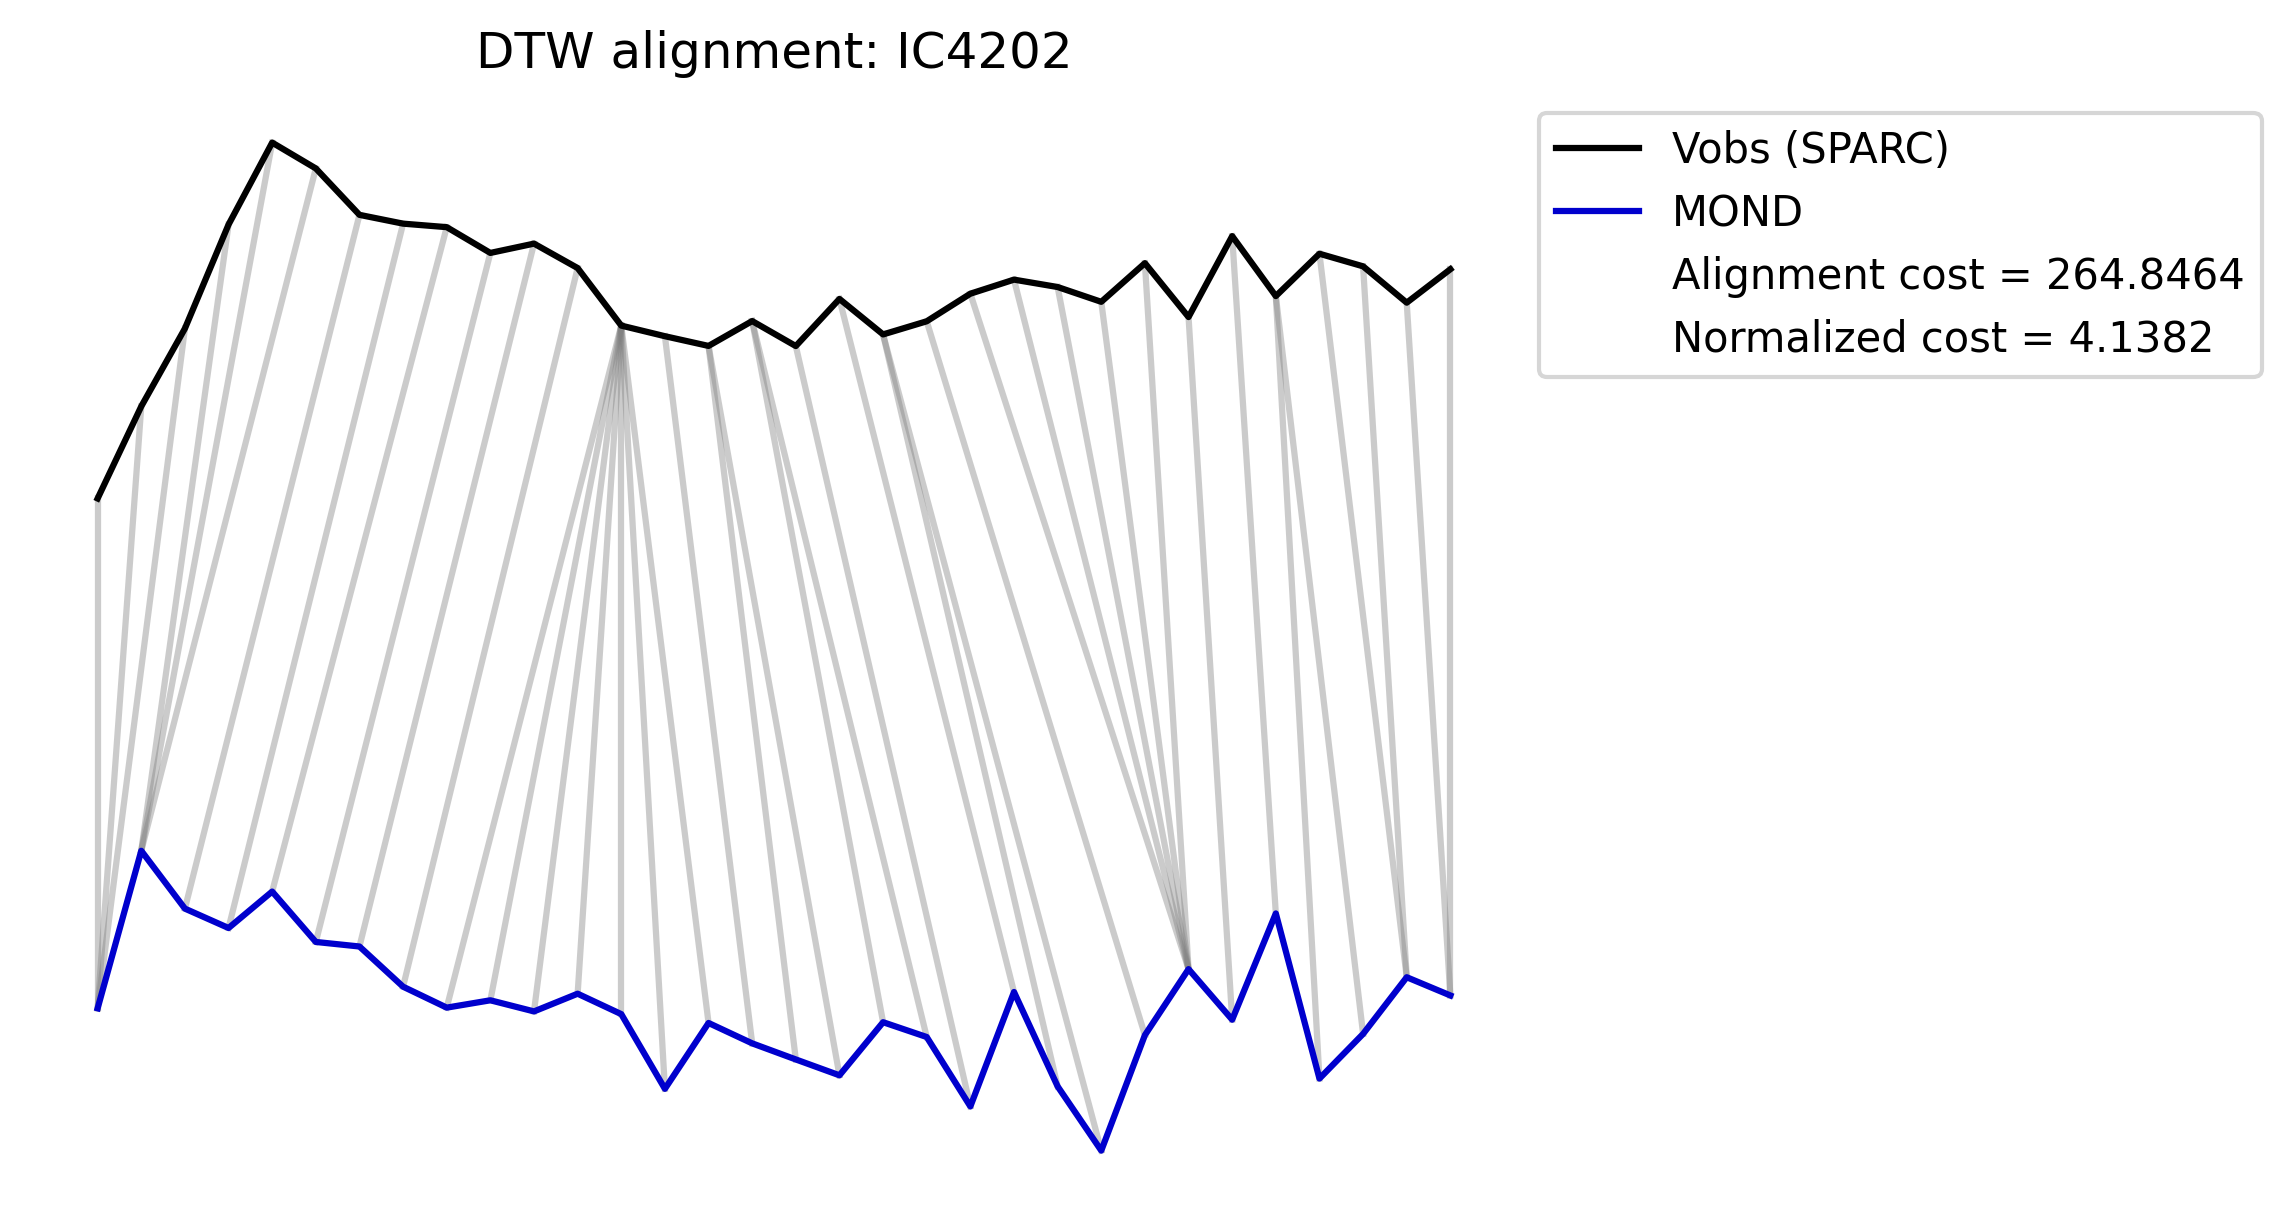 DTW alignment: IC4202
Vobs (SPARC)
MOND
Alignment cost = 264.8464
Normalized cost = 4.1382